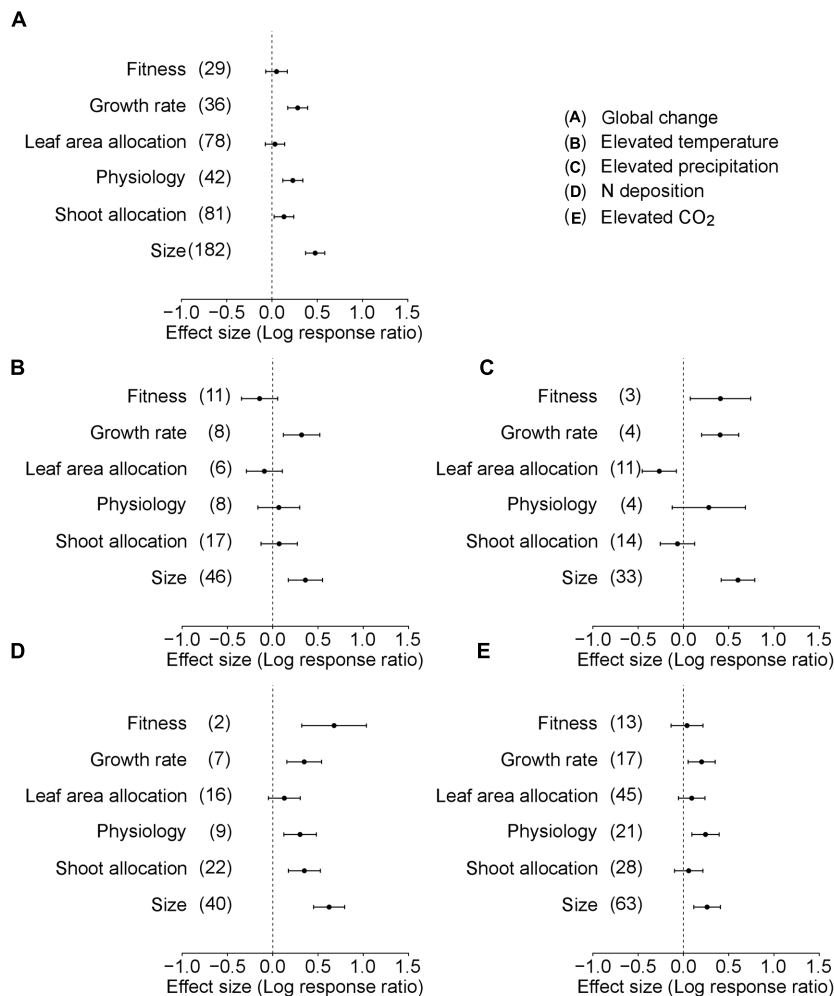 A
Fitness (29)
Growth rate (36)
Leaf area allocation (78)
Physiology (42)
Shoot allocation (81)
Size (182)
−1.0 −0.5 0.0 0.5 1.0 1.5
Effect size (Log response ratio)
(A) Global change
(B) Elevated temperature
(C) Elevated precipitation
(D) N deposition
(E) Elevated CO2
B
Fitness (11)
Growth rate (8)
Leaf area allocation (6)
Physiology (8)
Shoot allocation (17)
Size (46)
−1.0 −0.5 0.0 0.5 1.0 1.5
Effect size (Log response ratio)
C
Fitness (3)
Growth rate (4)
Leaf area allocation (11)
Physiology (4)
Shoot allocation (14)
Size (33)
−1.0 −0.5 0.0 0.5 1.0 1.5
Effect size (Log response ratio)
D
Fitness (2)
Growth rate (7)
Leaf area allocation (16)
Physiology (9)
Shoot allocation (22)
Size (40)
−1.0 −0.5 0.0 0.5 1.0 1.5
Effect size (Log response ratio)
E
Fitness (13)
Growth rate (17)
Leaf area allocation (45)
Physiology (21)
Shoot allocation (28)
Size (63)
−1.0 −0.5 0.0 0.5 1.0 1.5
Effect size (Log response ratio)